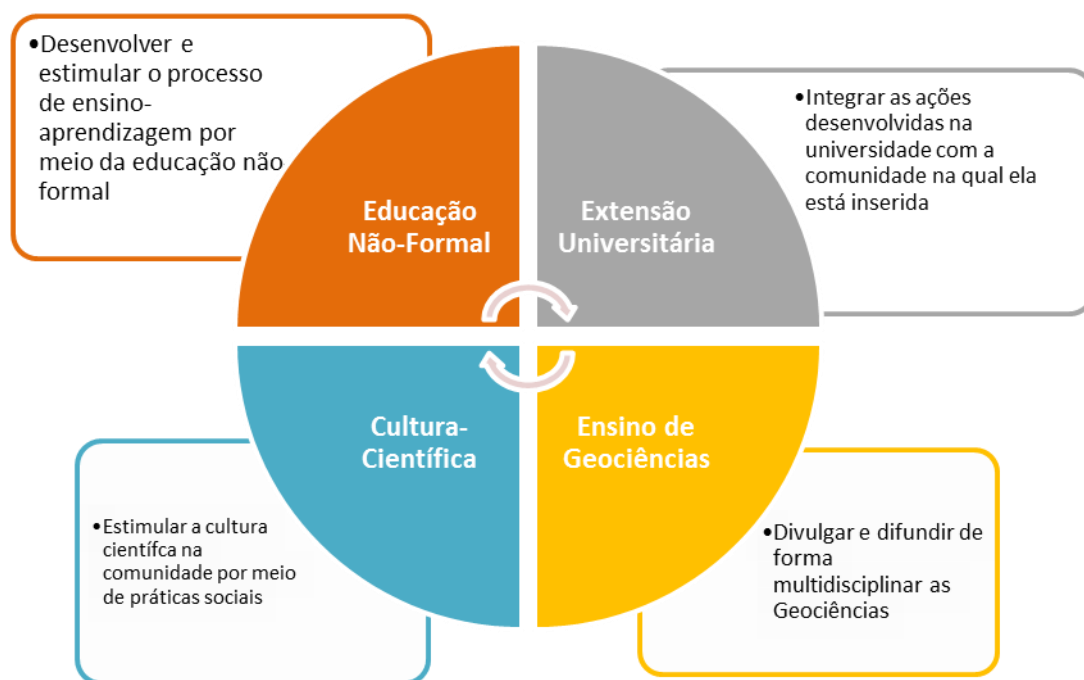 •Desenvolver e
estimular o processo
de ensino-
aprendizagem por
meio da educação não
formal
Educação
Não-Formal
Extensão
Universitária
•Integrar as ações
desenvolvidas na
universidade com a
comunidade na qual ela
está inserida
Cultura-
Científica
•Estimular a cultura
científca na
comunidade por meio
de práticas sociais
Ensino de
Geociências
•Divulgar e difundir de
forma
multidisciplinar as
Geociências